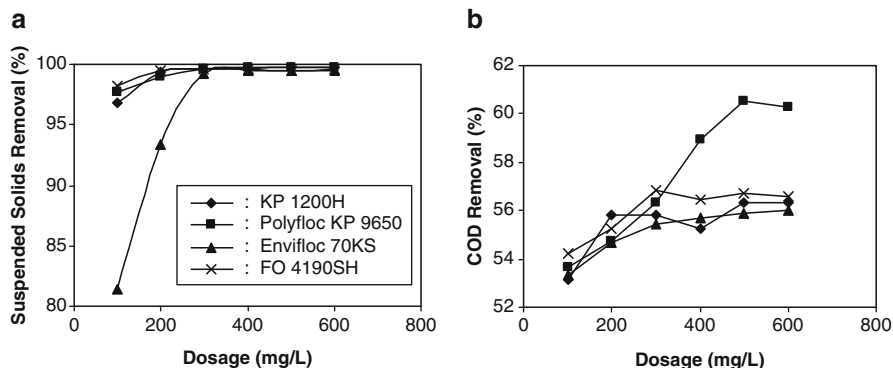 a
Suspended Solids Removal (%)
100
95
90
85
80
0
200
400
600
800
Dosage (mg/L)
: KP 1200H
: Polyfloc KP 9650
: Envifloc 70KS
: FO 4190SH
b
COD Removal (%)
62
60
58
56
54
52
0
200
400
600
800
Dosage (mg/L)